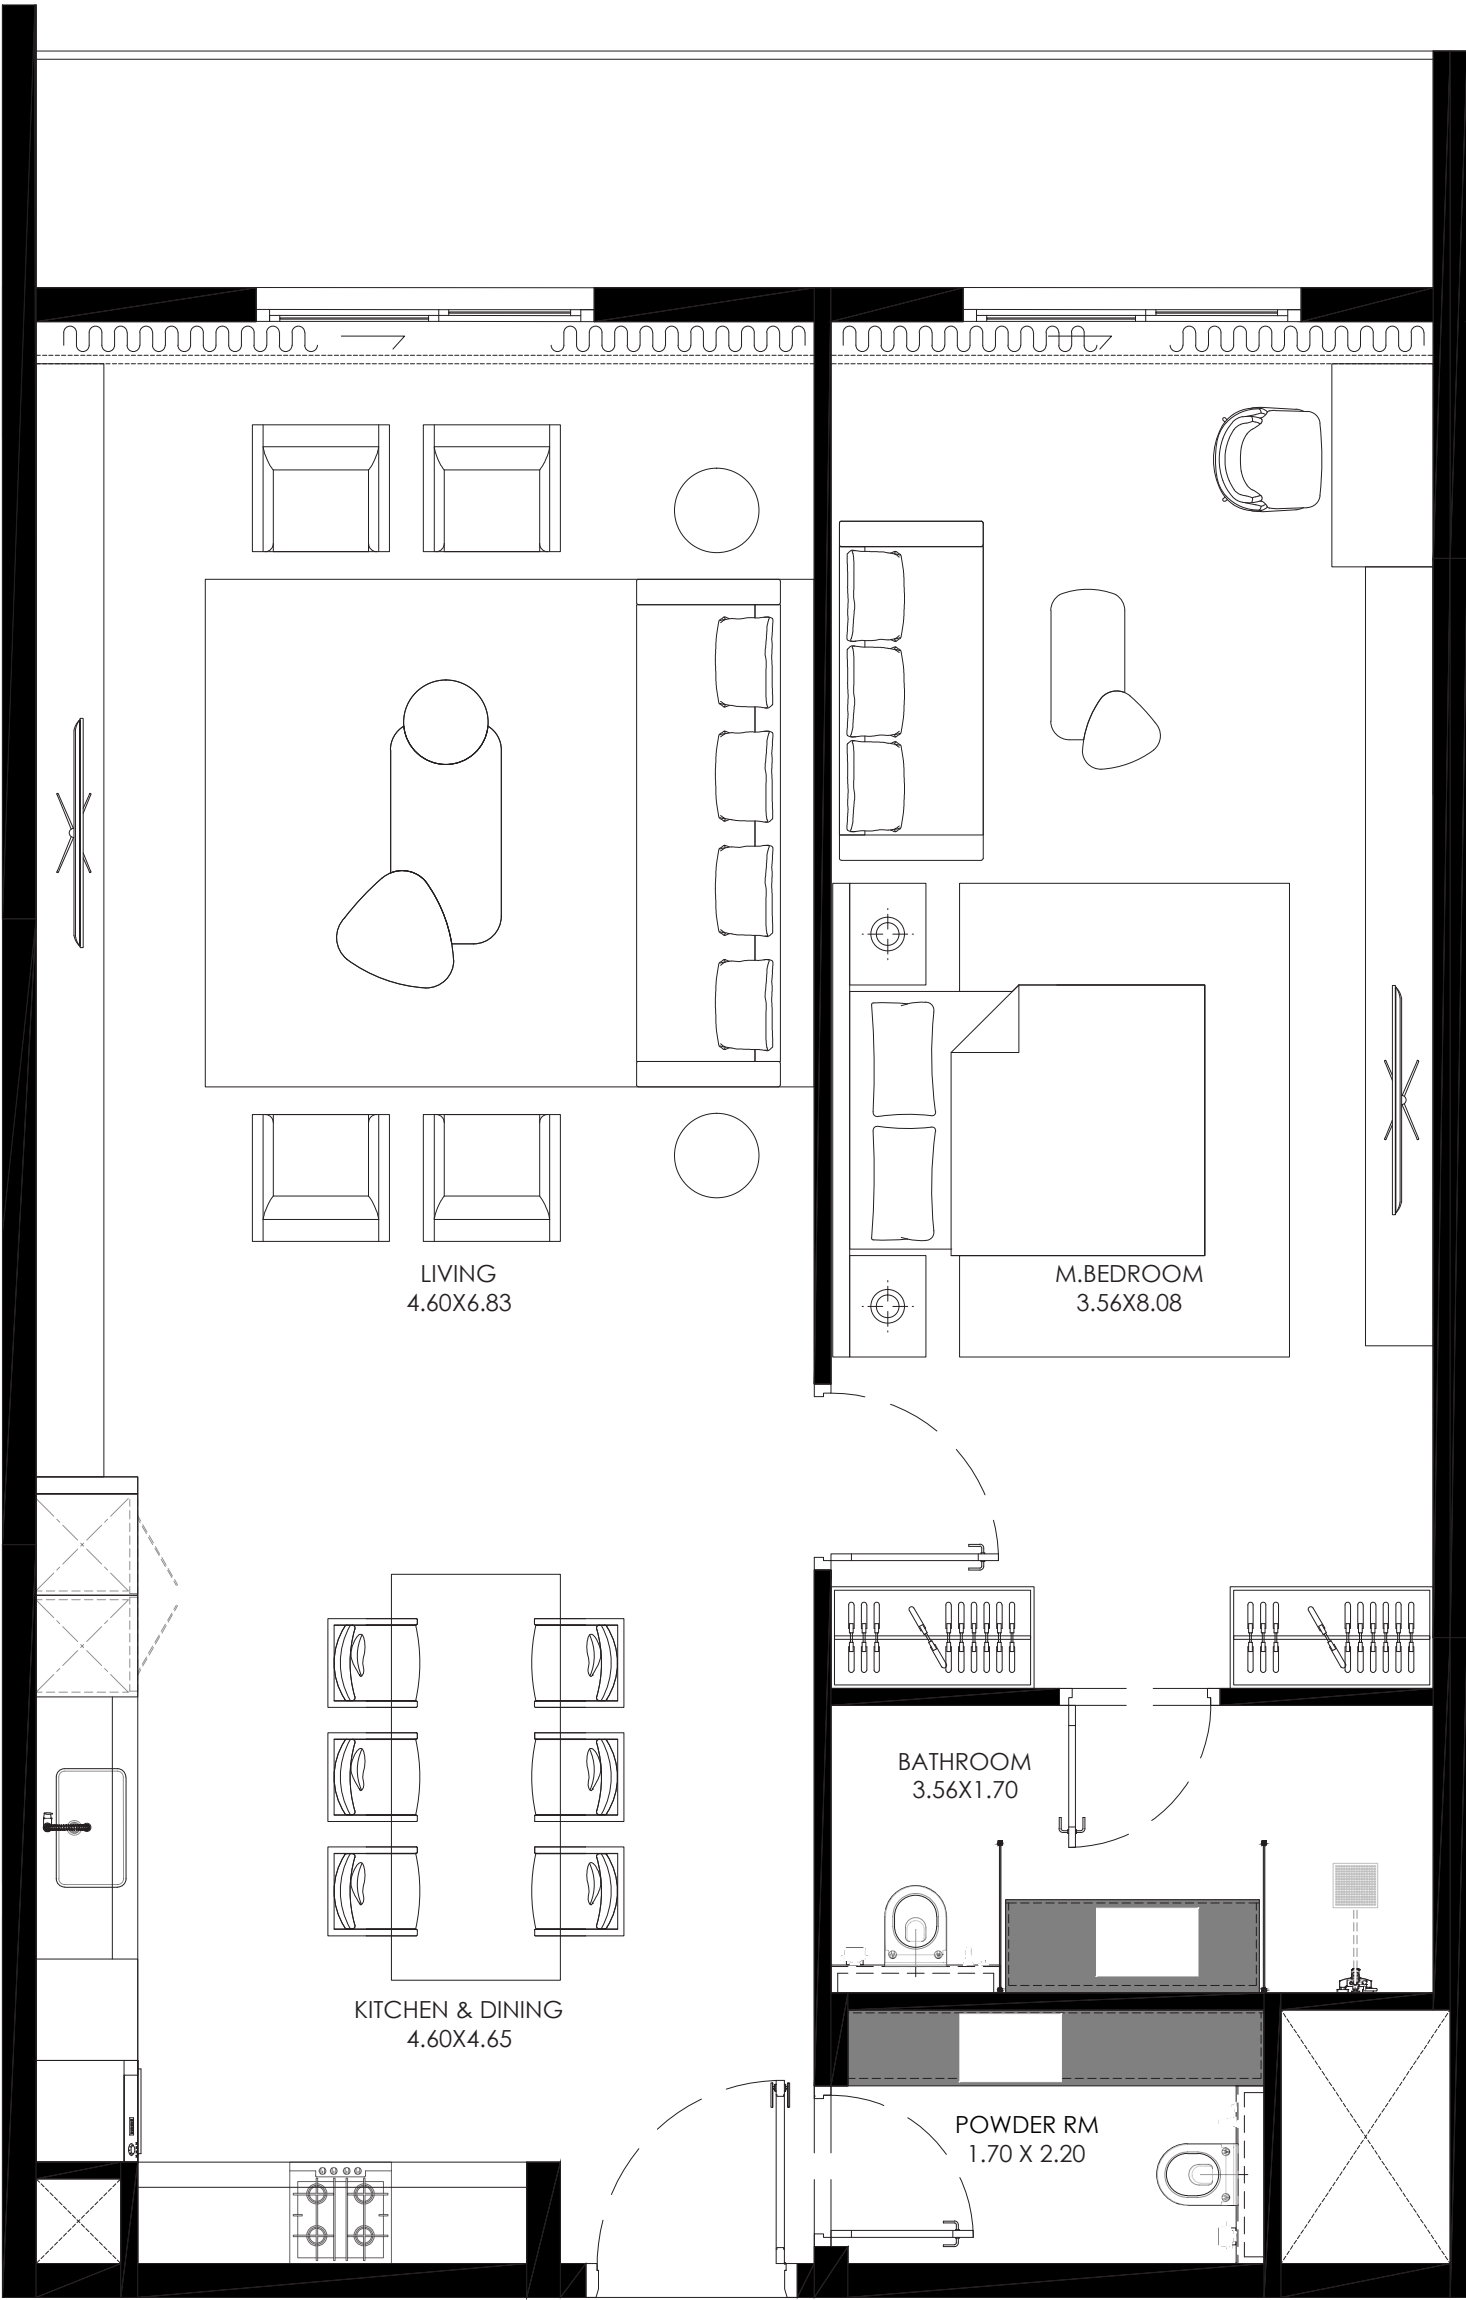 LIVING
4.60X6.83
M.BEDROOM
3.56X8.08
BATHROOM
3.56X1.70
KITCHEN & DINING
4.60X4.65
POWDER RM
1.70 X 2.20